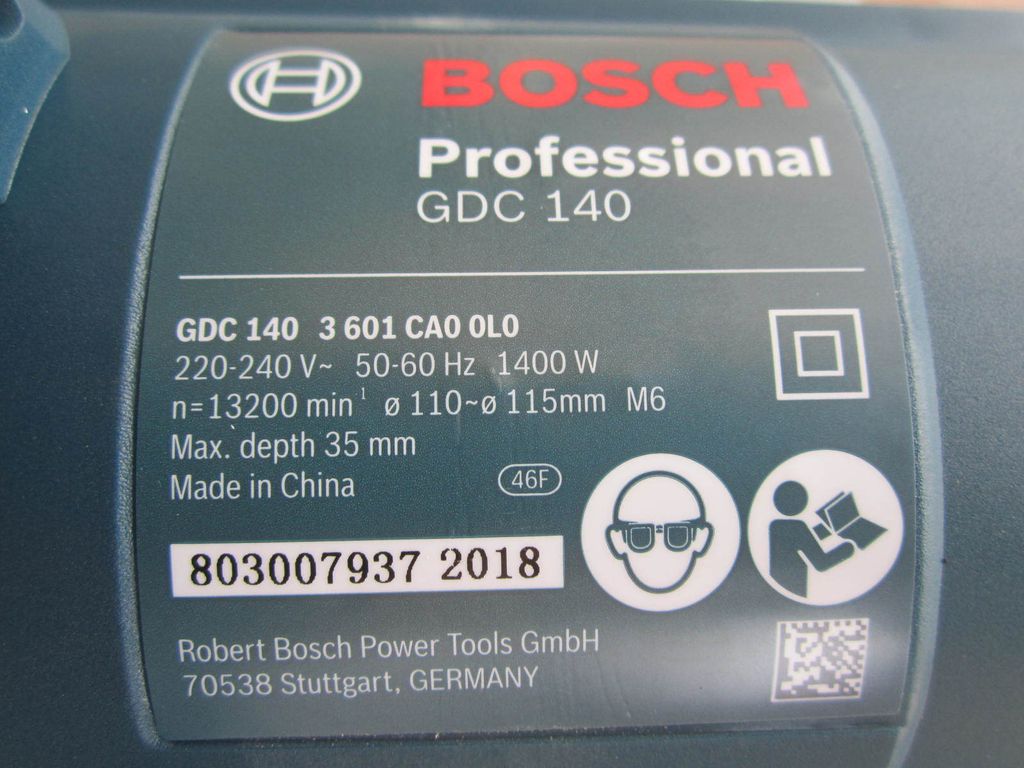 BOSCH
Professional
GDC 140
GDC 140 3 601 CA0 0L0
220-240 V~ 50-60 Hz 1400 W
n=13200 min¹ ø 110~ø 115mm M6
Max. depth 35 mm
Made in China 46F
803007937 2018
Robert Bosch Power Tools GmbH
70538 Stuttgart, GERMANY